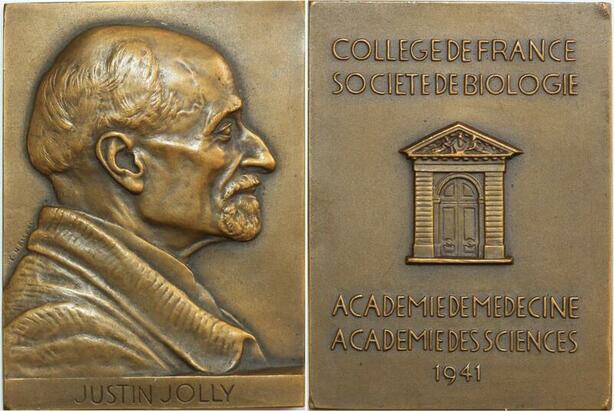 JUSTIN JOLLY
COLLEGE DE FRANCE
SOCIETE DE BIOLOGIE
ACADEMIE DE MEDECINE
ACADEMIE DES SCIENCES
1941